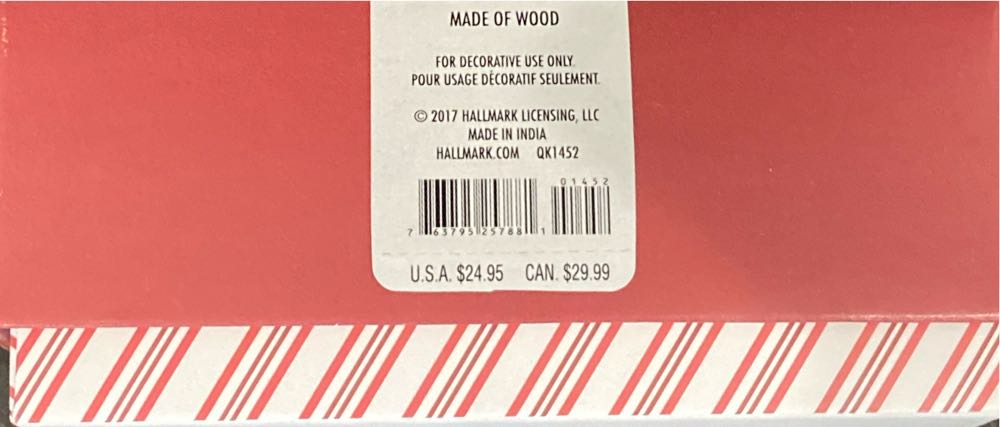 MADE OF WOOD
FOR DECORATIVE USE ONLY.
POUR USAGE DÉCORATIF SEULEMENT.
© 2017 HALLMARK LICENSING, LLC
MADE IN INDIA
HALLMARK.COM QK1452
01452
7 63795 25788 1
U.S.A. $24.95 CAN. $29.99